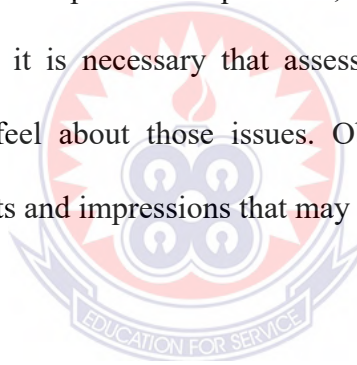 it is necessary that assess
feel about those issues. O
ts and impressions that may
EDUCATION FOR SERVICE